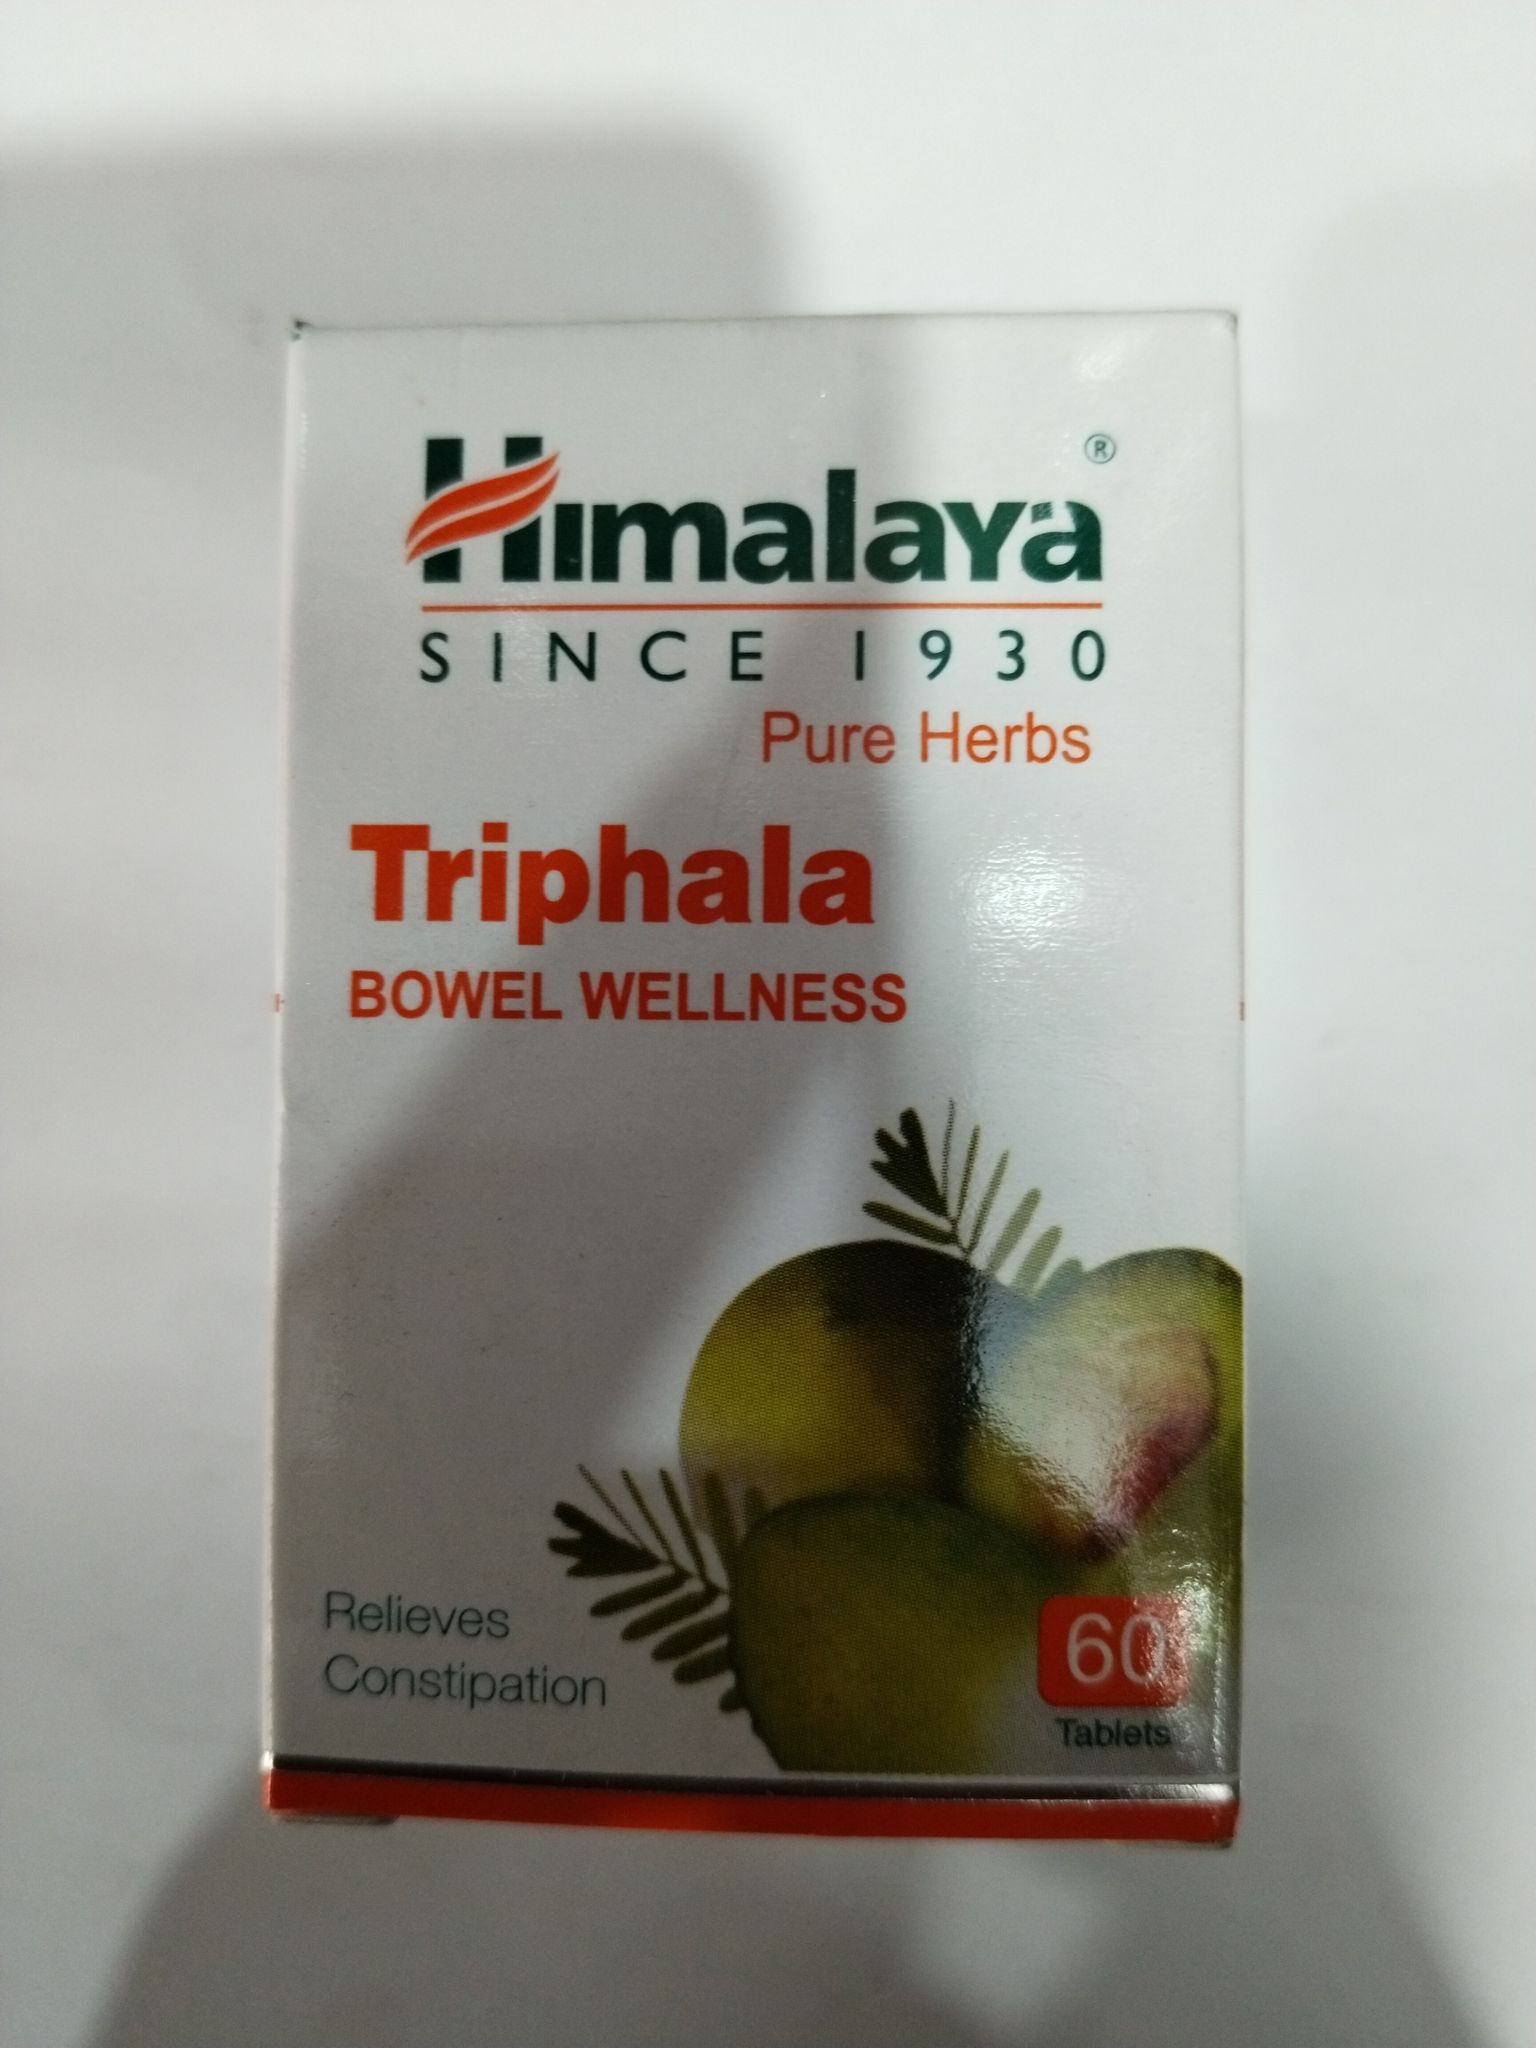 Himalaya®
SINCE 1930
Pure Herbs
Triphala
BOWEL WELLNESS
Relieves
Constipation
60
Tablets